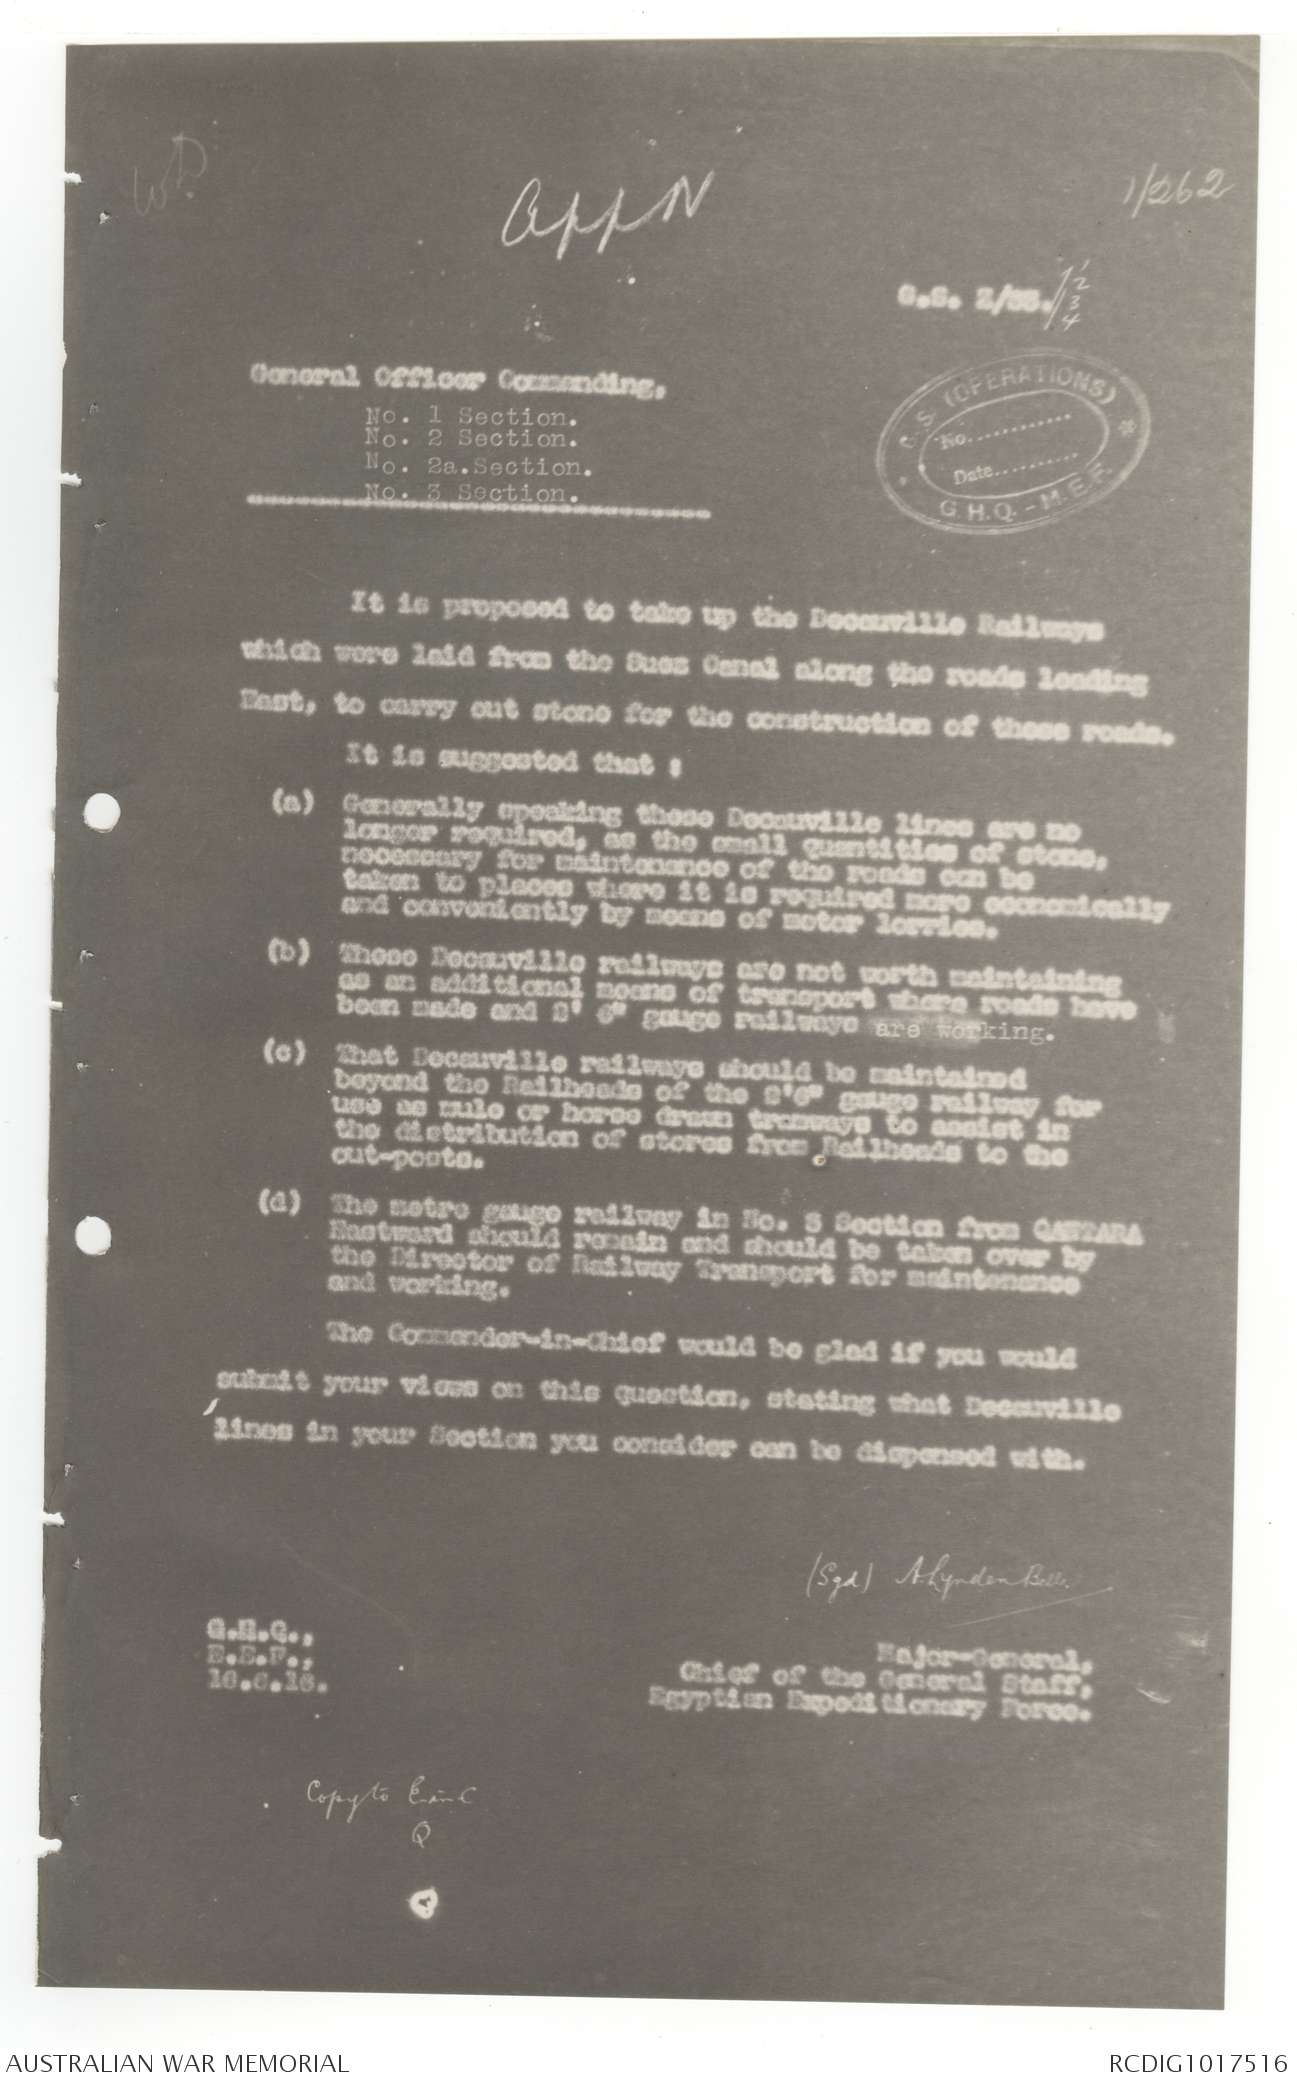 W.D.
App N
1/262
G.S. Z/35./1 2 3 4
General Officer Commanding,
No. 1 Section.
No. 2 Section.
No. 2a.Section.
No. 3 Section.
G.S. (OPERATIONS)
No............
Date...........
G.H.Q. - M.E.F.
It is proposed to take up the Decauville Railways
which were laid from the Suez Canal along the roads leading
East, to carry out stone for the construction of these roads.
It is suggested that :
(a) Generally speaking these Decauville lines are no
longer required, as the small quantities of stone,
necessary for maintenance of the roads can be
taken to places where it is required more economically
and conveniently by means of motor lorries.
(b) These Decauville railways are not worth maintaining
as an additional means of transport where roads have
been made and 2' 6" gauge railways are working.
(c) That Decauville railways should be maintained
beyond the Railheads of the 2'6" gauge railway for
use as mule or horse drawn tramways to assist in
the distribution of stores from Railheads to the
out-posts.
(d) The metre gauge railway in No. 3 Section from QANTARA
Eastward should remain and should be taken over by
the Director of Railway Transport for maintenance
and working.
The Commander-in-Chief would be glad if you would
submit your views on this question, stating what Decauville
lines in your Section you consider can be dispensed with.
(Sgd) A. Lynden Bell.
G.H.Q.,
E.E.F.,
16.6.16.
Major-General,
Chief of the General Staff,
Egyptian Expeditionary Force.
Copy to E in C
Q
A
AUSTRALIAN WAR MEMORIAL
RCDIG1017516